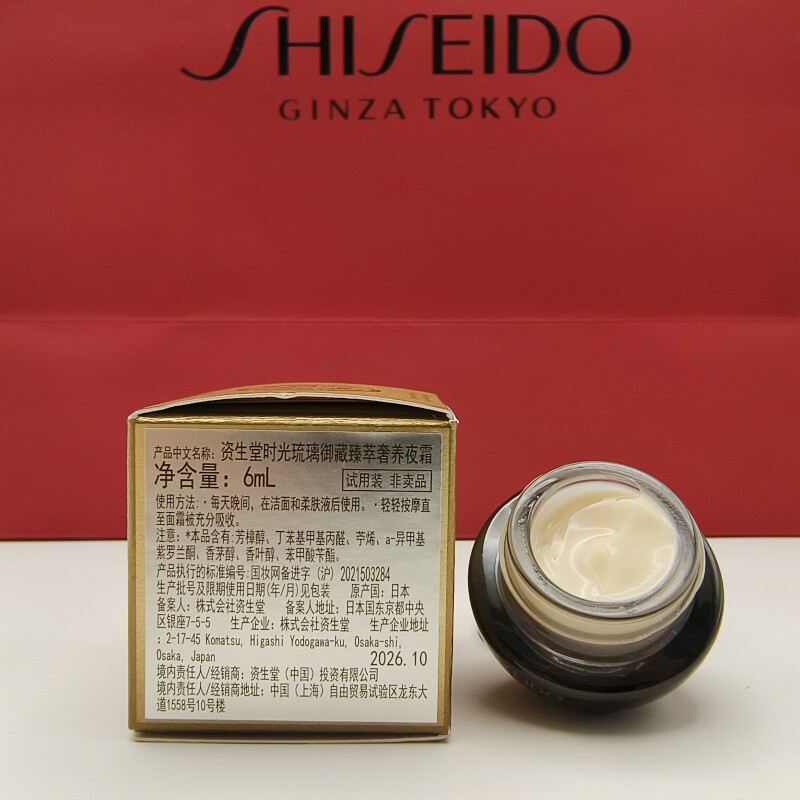 SHISEIDO
GINZA TOKYO
产品中文名称: 资生堂时光琉璃御藏臻萃奢养夜霜
净含量: 6mL
试用装 非卖品
使用方法:·每天晚间, 在洁面和柔肤液后使用。·轻轻按摩直
至面霜被充分吸收。
注意: *本品含有:芳樟醇、丁苯基甲基丙醛、苧烯、a-异甲基
紫罗兰酮、香茅醇、香叶醇、苯甲酸苄酯。
产品执行的标准编号:国妆网备进字 (沪) 2021503284
生产批号及限期使用日期(年/月)见包装 原产国: 日本
备案人: 株式会社资生堂 备案人地址: 日本国东京都中央
区银座7-5-5 生产企业: 株式会社资生堂 生产企业地址
: 2-17-45 Komatsu, Higashi Yodogawa-ku, Osaka-shi,
Osaka, Japan
2026.10
境内责任人/经销商: 资生堂 (中国) 投资有限公司
境内责任人/经销商地址: 中国 (上海) 自由贸易试验区龙东大
道1558号10号楼